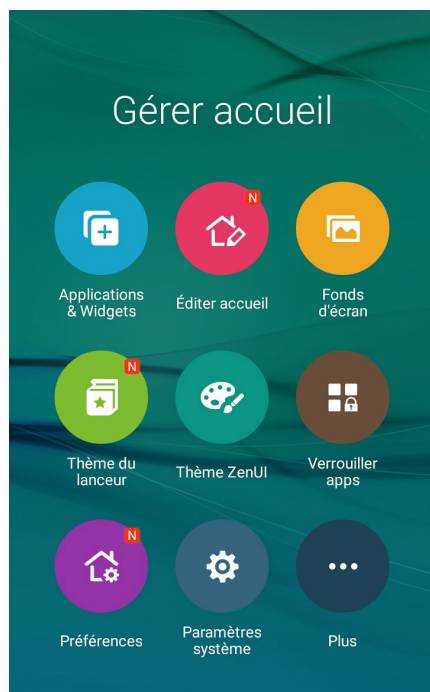 Gérer accueil
N
Applications
& Widgets
Éditer accueil
Fonds
d'écran
N
Thème du
lanceur
Thème ZenUI
Verrouiller
apps
N
Préférences
Paramètres
système
Plus